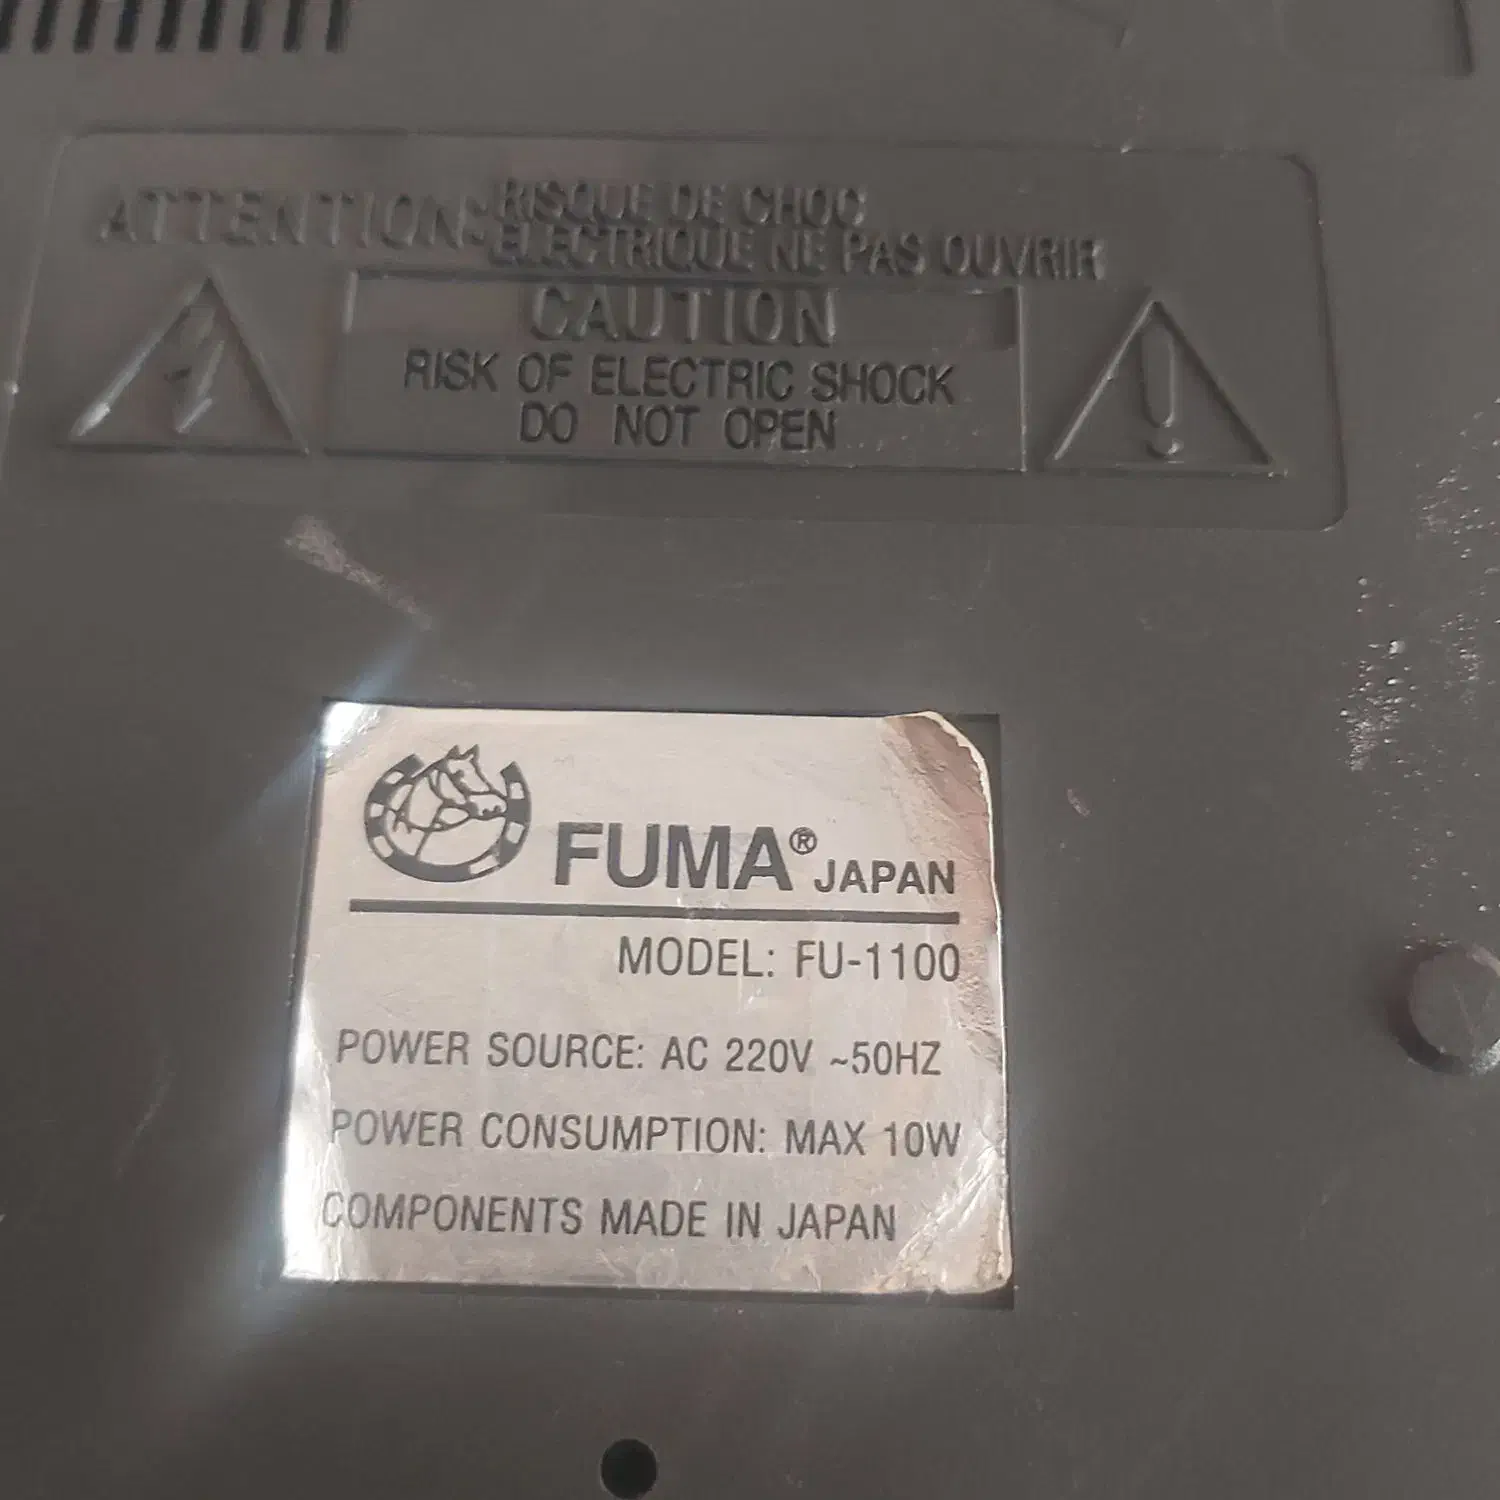 ATTENTION: RISQUE DE CHOC
ELECTRIQUE NE PAS OUVRIR
CAUTION
RISK OF ELECTRIC SHOCK
DO NOT OPEN
FUMA® JAPAN
MODEL: FU-1100
POWER SOURCE: AC 220V ~50HZ
POWER CONSUMPTION: MAX 10W
COMPONENTS MADE IN JAPAN